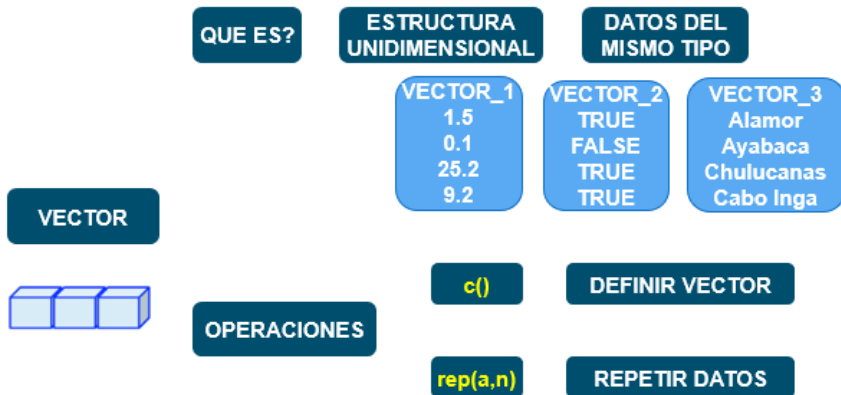 QUE ES?
ESTRUCTURA
UNIDIMENSIONAL
DATOS DEL
MISMO TIPO
VECTOR_1
1.5
0.1
25.2
9.2
VECTOR_2
TRUE
FALSE
TRUE
TRUE
VECTOR_3
Alamor
Ayabaca
Chulucanas
Cabo Inga
VECTOR
OPERACIONES
c()
DEFINIR VECTOR
rep(a,n)
REPETIR DATOS